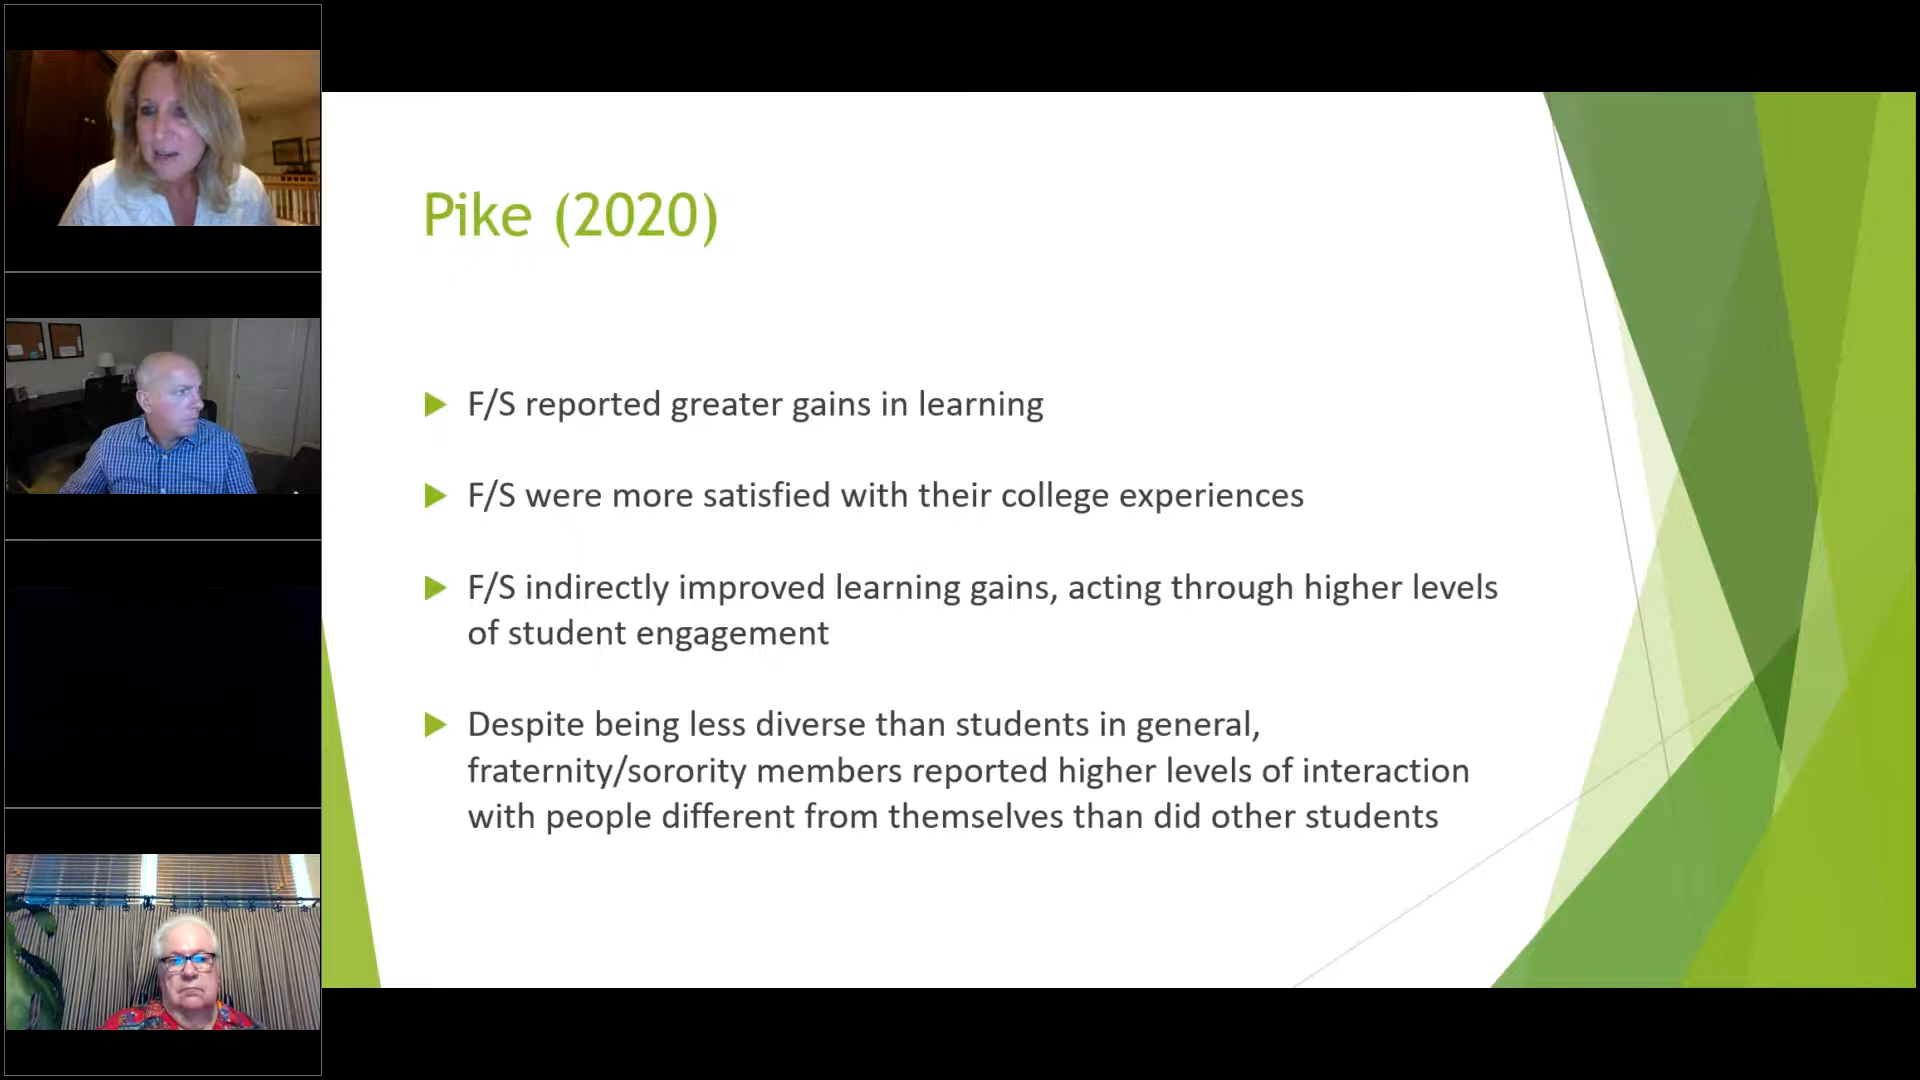 Pike (2020)
F/S reported greater gains in learning
F/S were more satisfied with their college experiences
F/S indirectly improved learning gains, acting through higher levels
of student engagement
Despite being less diverse than students in general,
fraternity/sorority members reported higher levels of interaction
with people different from themselves than did other students